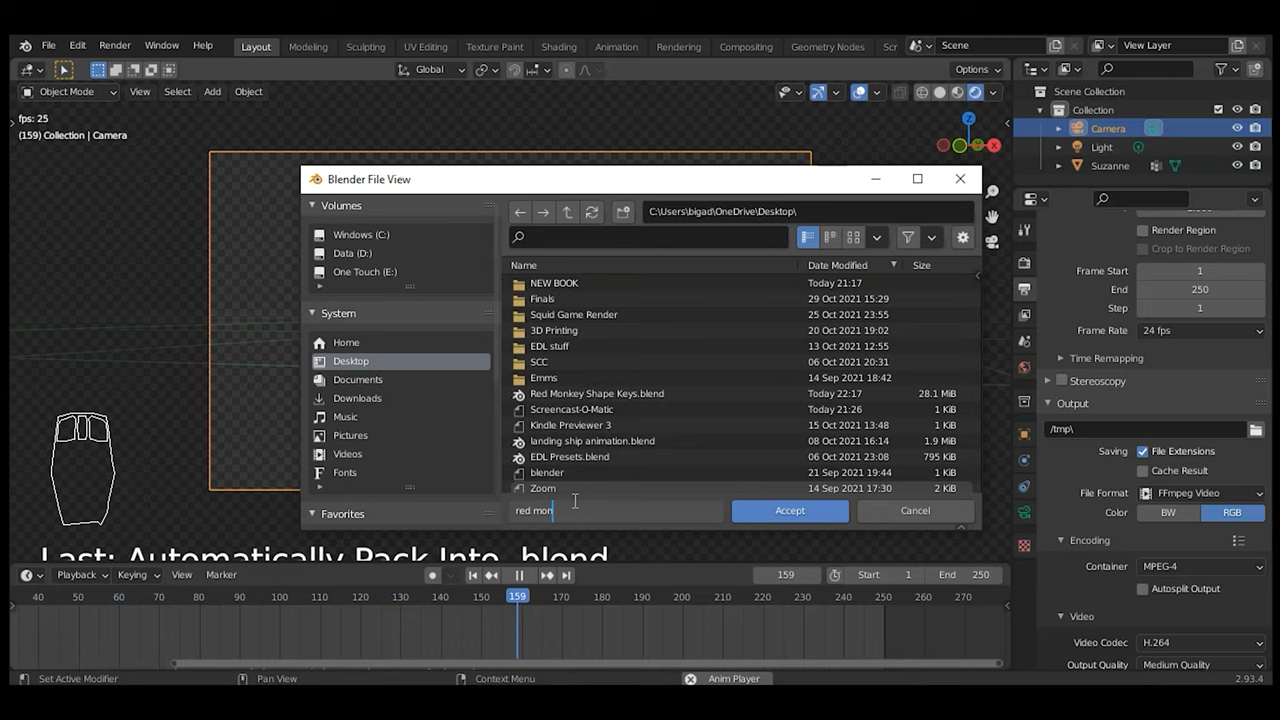 File Edit Render Window Help Layout Modeling Sculpting UV Editing Texture Paint Shading Animation Rendering Compositing Geometry Nodes Scr Scene View Layer
Global Options
Object Mode View Select Add Object
Scene Collection
fps: 25
Collection
(159) Collection | Camera
Camera
Z
X
Light
Suzanne
Blender File View
Volumes
Windows (C:)
Data (D:)
One Touch (E:)
System
Home
Desktop
Documents
Downloads
Music
Pictures
Videos
Fonts
Favorites
C:\Users\bigad\OneDrive\Desktop\
Name Date Modified Size
NEW BOOK Today 21:17
Finals 29 Oct 2021 15:29
Squid Game Render 25 Oct 2021 23:55
3D Printing 20 Oct 2021 19:02
EDL stuff 13 Oct 2021 12:55
SCC 06 Oct 2021 20:31
Emms 14 Sep 2021 18:42
Red Monkey Shape Keys.blend Today 22:17 28.1 MiB
Screencast-O-Matic Today 21:26 1 KiB
Kindle Previewer 3 15 Oct 2021 13:48 1 KiB
landing ship animation.blend 08 Oct 2021 16:14 1.9 MiB
EDL Presets.blend 06 Oct 2021 23:08 795 KiB
blender 21 Sep 2021 19:44 1 KiB
Zoom 14 Sep 2021 17:30 2 KiB
red mon Accept Cancel
Render Region
Crop to Render Region
Frame Start 1
End 250
Step 1
Frame Rate 24 fps
Time Remapping
Stereoscopy
Output
/tmp\
Saving File Extensions
Cache Result
File Format FFmpeg Video
Color BW RGB
Encoding
Container MPEG-4
Autosplit Output
Video
Video Codec H.264
Output Quality Medium Quality
Last: Automatically Pack Into .blend
Playback Keying View Marker 159 Start 1 End 250
40 80 90 100 110 120 130 140 150 159 170 180 190 200 210 220 230 240 250 270
Set Active Modifier Pan View Context Menu Anim Player 2.93.4